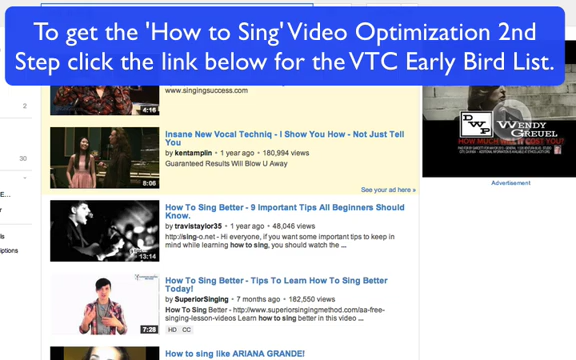 To get the 'How to Sing' Video Optimization 2nd
Step click the link below for the VTC Early Bird List.
4:16
www.singingsuccess.com
2
Insane New Vocal Techniq - I Show You How - Not Just Tell
You
by kentamplin • 1 year ago • 180,994 views
Guaranteed Results Will Blow U Away
8:06
30
See your ad here »
DWP
WENDY
GREUEL
HOW MUCH WILL IT COST YOU?
Advertisement
How To Sing Better - 9 Important Tips All Beginners Should
Know.
by travistaylor35 • 1 year ago • 48,046 views
http://sing-o.net - Hi everyone, if you want some important tips to keep in
mind while learning how to sing, you should watch the ...
13:14
How To Sing Better - Tips To Learn How To Sing Better
Today!
by SuperiorSinging • 7 months ago • 182,550 views
How To Sing Better - http://www.superiorsingingmethod.com/aa-free-
singing-lesson-videos Learn how to sing better in this video ...
HD CC
7:28
How to sing like ARIANA GRANDE!